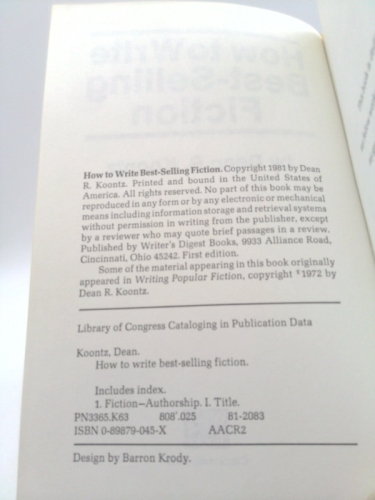 How to Write Best-Selling Fiction. Copyright 1981 by Dean
R. Koontz. Printed and bound in the United States of
America. All rights reserved. No part of this book may be
reproduced in any form or by any electronic or mechanical
means including information storage and retrieval systems
without permission in writing from the publisher, except
by a reviewer who may quote brief passages in a review.
Published by Writer's Digest Books, 9933 Alliance Road,
Cincinnati, Ohio 45242. First edition.
Some of the material appearing in this book originally
appeared in Writing Popular Fiction, copyright ©1972 by
Dean R. Koontz.
Library of Congress Cataloging in Publication Data
Koontz, Dean.
How to write best-selling fiction.
Includes index.
1. Fiction—Authorship. I. Title.
PN3365.K63 808'.025 81-2083
ISBN 0-89879-045-X AACR2
Design by Barron Krody.